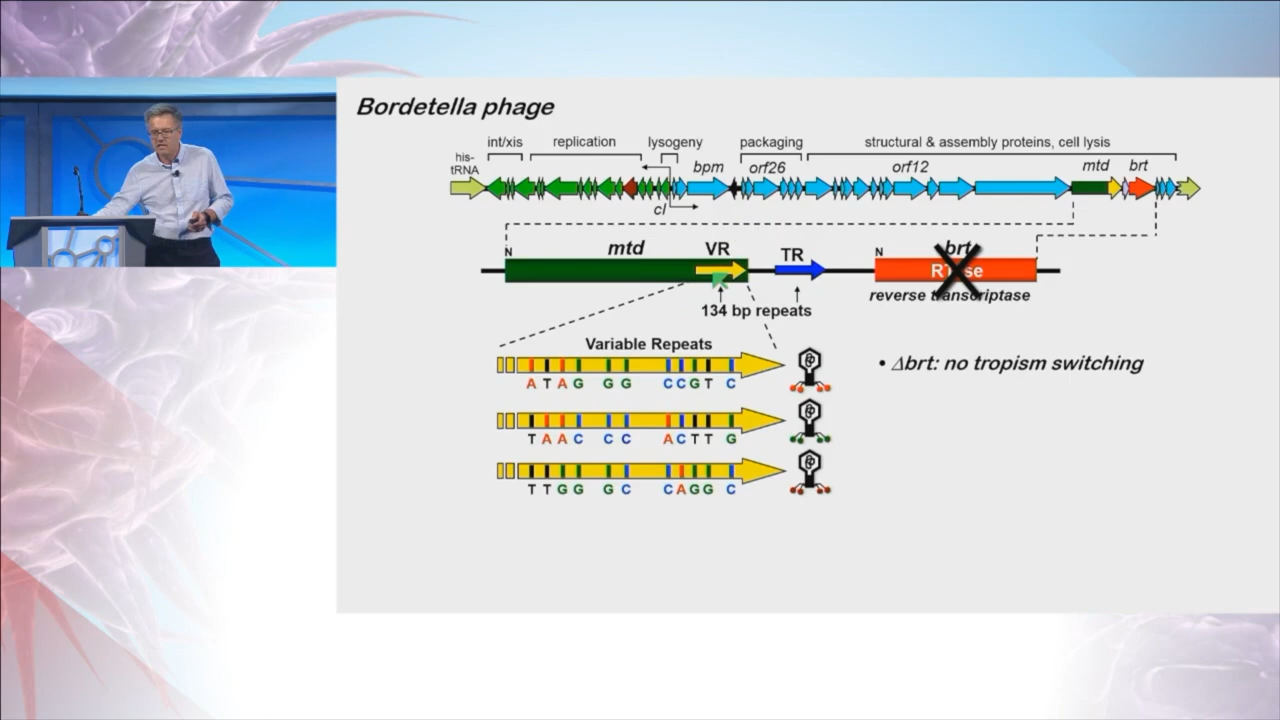 Bordetella phage
int/xis replication lysogeny packaging structural & assembly proteins, cell lysis
his-
tRNA
bpm orf26 orf12 mtd brt
cI
N mtd VR TR N brt
RTase
134 bp repeats
reverse transcriptase
Variable Repeats
A T A G G G C C G T C
T A A C C C A C T T G
T T G G G C C A G G C
• Δbrt: no tropism switching